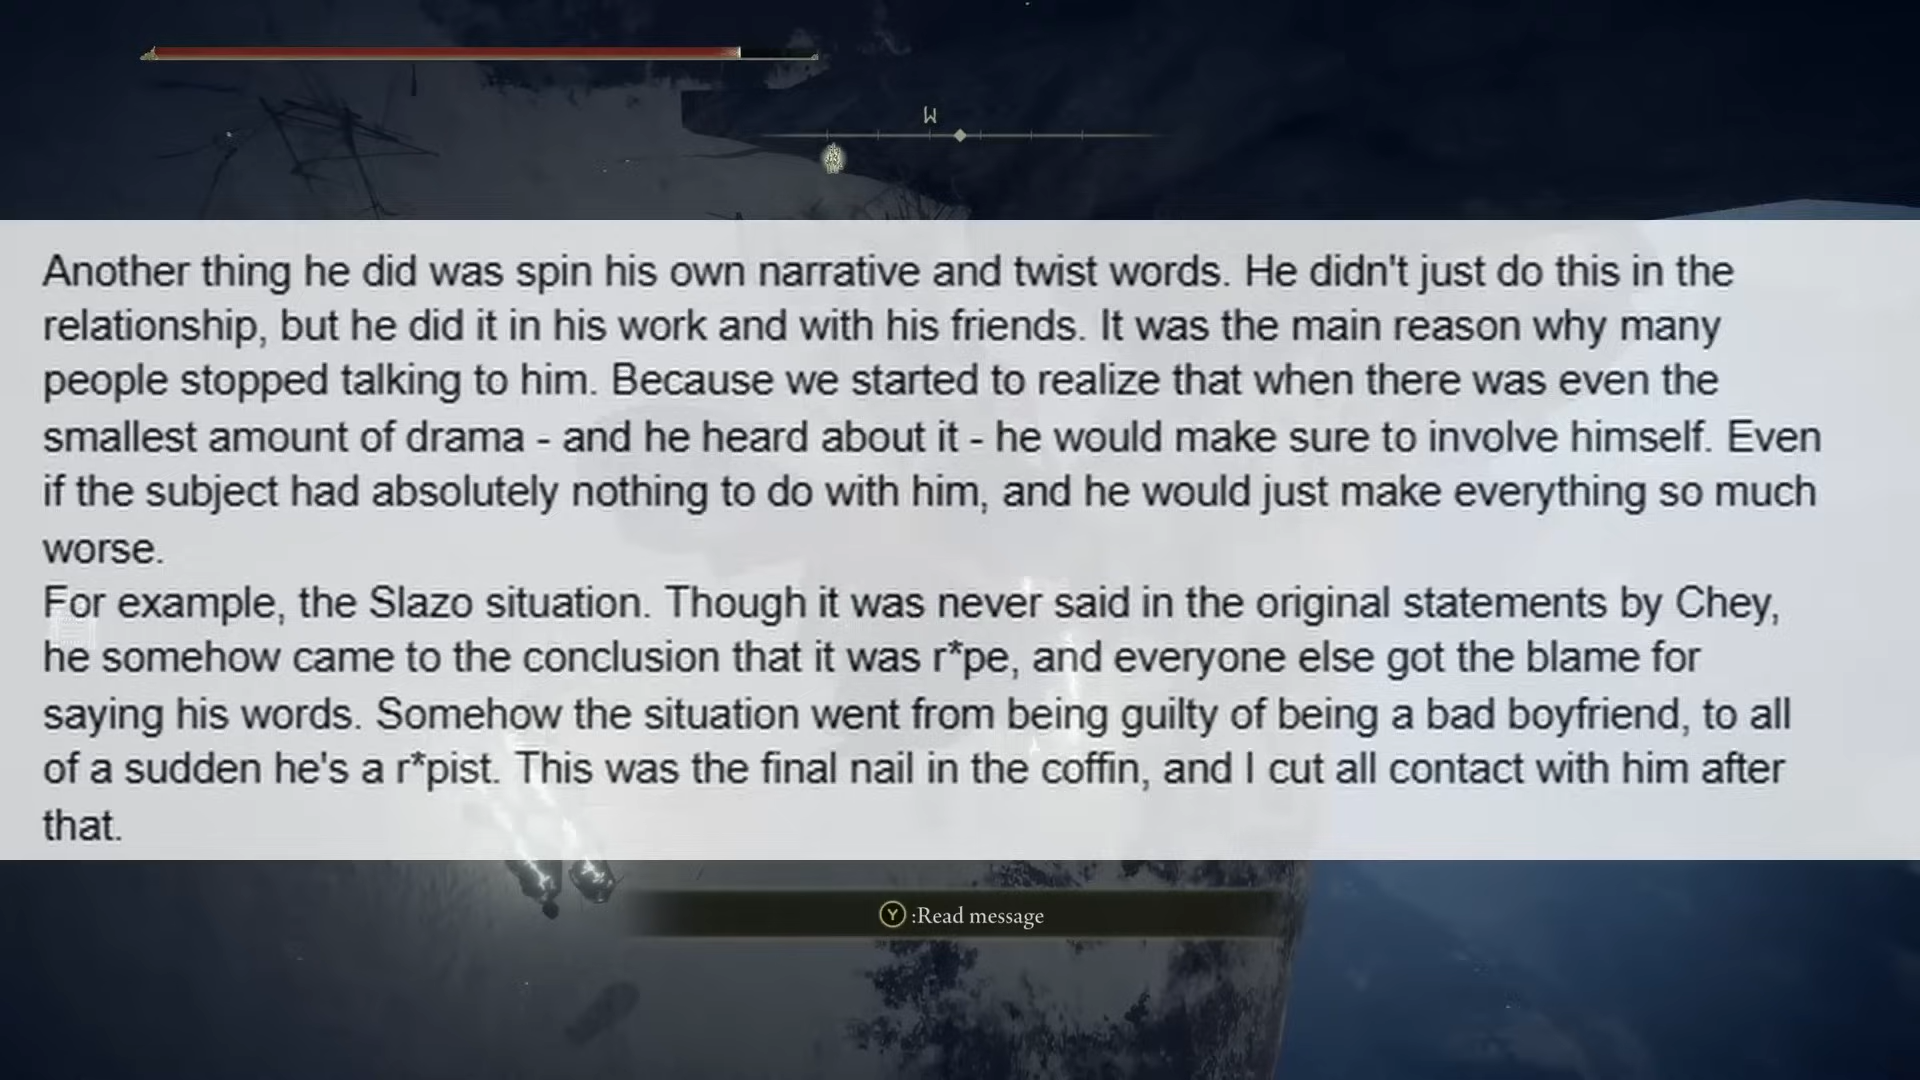 W
Another thing he did was spin his own narrative and twist words. He didn't just do this in the
relationship, but he did it in his work and with his friends. It was the main reason why many
people stopped talking to him. Because we started to realize that when there was even the
smallest amount of drama - and he heard about it - he would make sure to involve himself. Even
if the subject had absolutely nothing to do with him, and he would just make everything so much
worse.
For example, the Slazo situation. Though it was never said in the original statements by Chey,
he somehow came to the conclusion that it was r*pe, and everyone else got the blame for
saying his words. Somehow the situation went from being guilty of being a bad boyfriend, to all
of a sudden he's a r*pist. This was the final nail in the coffin, and I cut all contact with him after
that.
Y :Read message